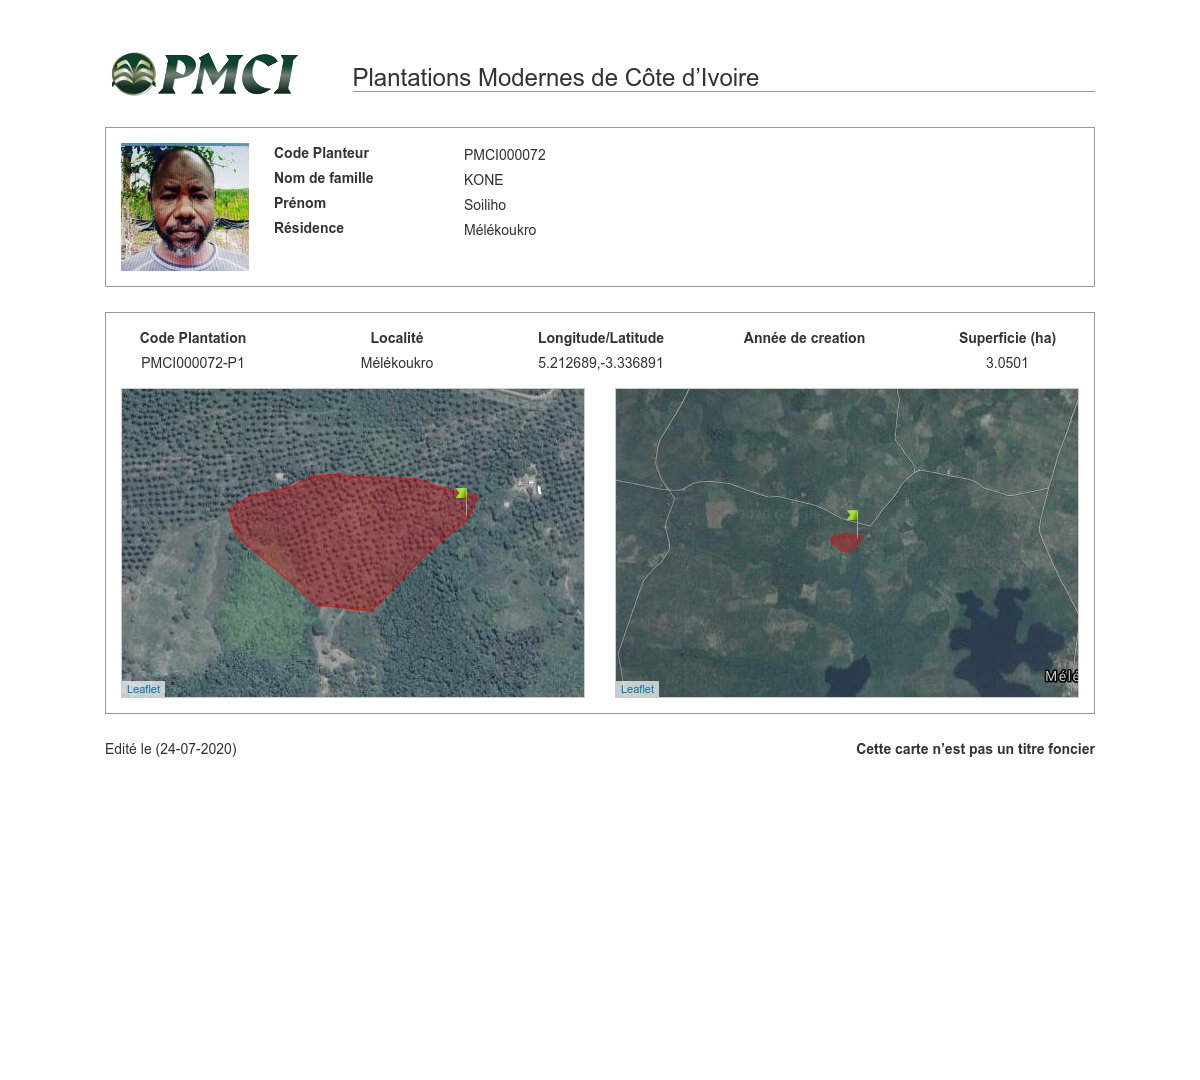 PMCI
Plantations Modernes de Côte d’Ivoire
Code Planteur PMCI000072
Nom de famille KONE
Prénom Soiliho
Résidence Mélékoukro
Code Plantation Localité Longitude/Latitude Année de creation Superficie (ha)
PMCI000072-P1 Mélékoukro 5.212689,-3.336891 3.0501
Leaflet
Mélé
Leaflet
Edité le (24-07-2020)
Cette carte n’est pas un titre foncier